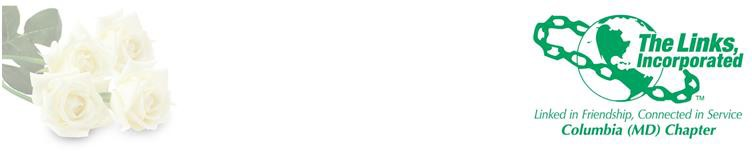 The Links,
Incorporated
TM
Linked in Friendship, Connected in Service
Columbia (MD) Chapter